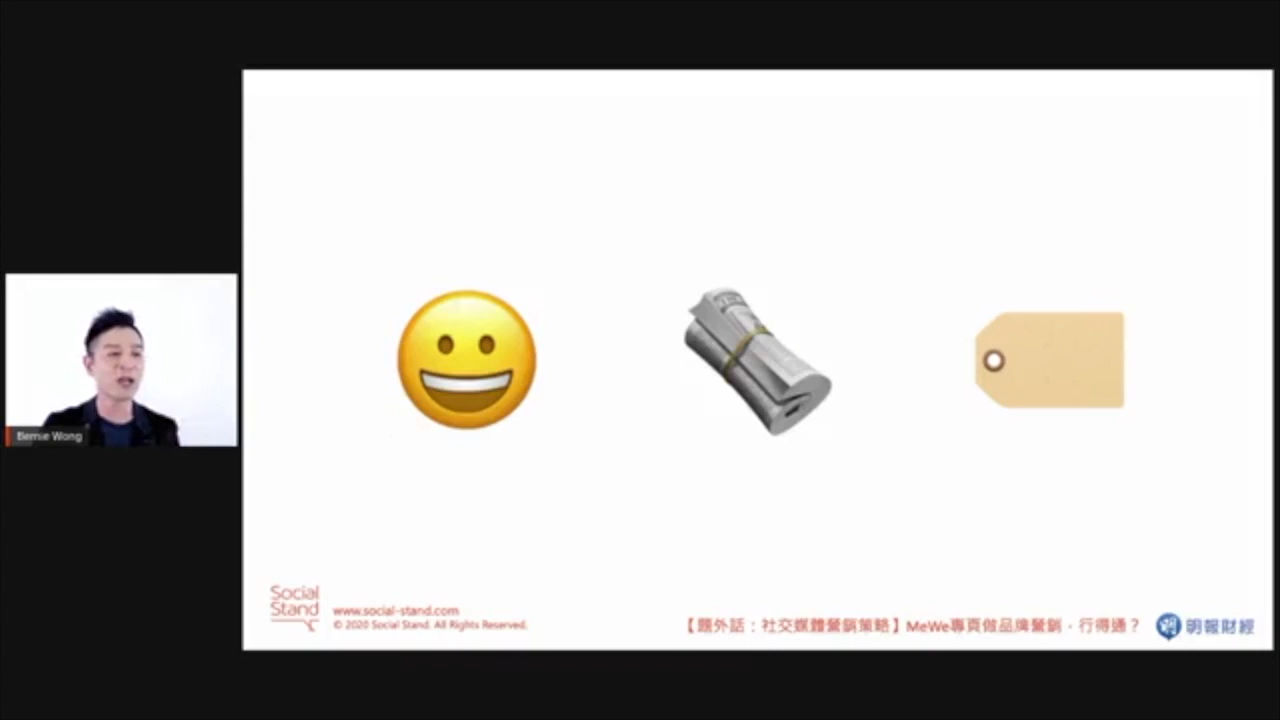 Bernie Wong
Social
Stand
www.social-stand.com
© 2020 Social Stand. All Rights Reserved.
【題外話：社交媒體營銷策略】MeWe專頁做品牌營銷，行得通？
明報財經